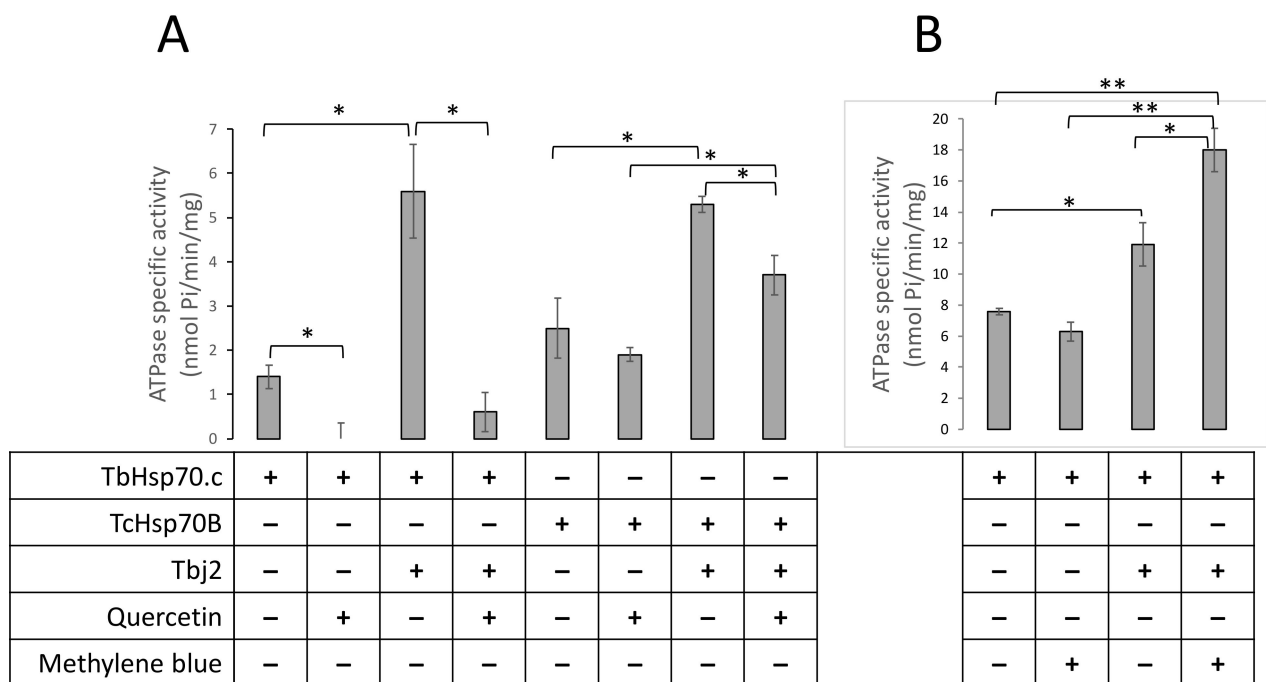 A
B
* *
* * *
*
** ** * *
ATPase specific activity
(nmol Pi/min/mg)
7
6
5
4
3
2
1
0
ATPase specific activity
(nmol Pi/min/mg)
20
18
16
14
12
10
8
6
4
2
0
TbHsp70.c + + + + – – – – + + + +
TcHsp70B – – – – + + + + – – – –
Tbj2 – – + + – – + + – – + +
Quercetin – + – + – + – + – – – –
Methylene blue – – – – – – – – – + – +